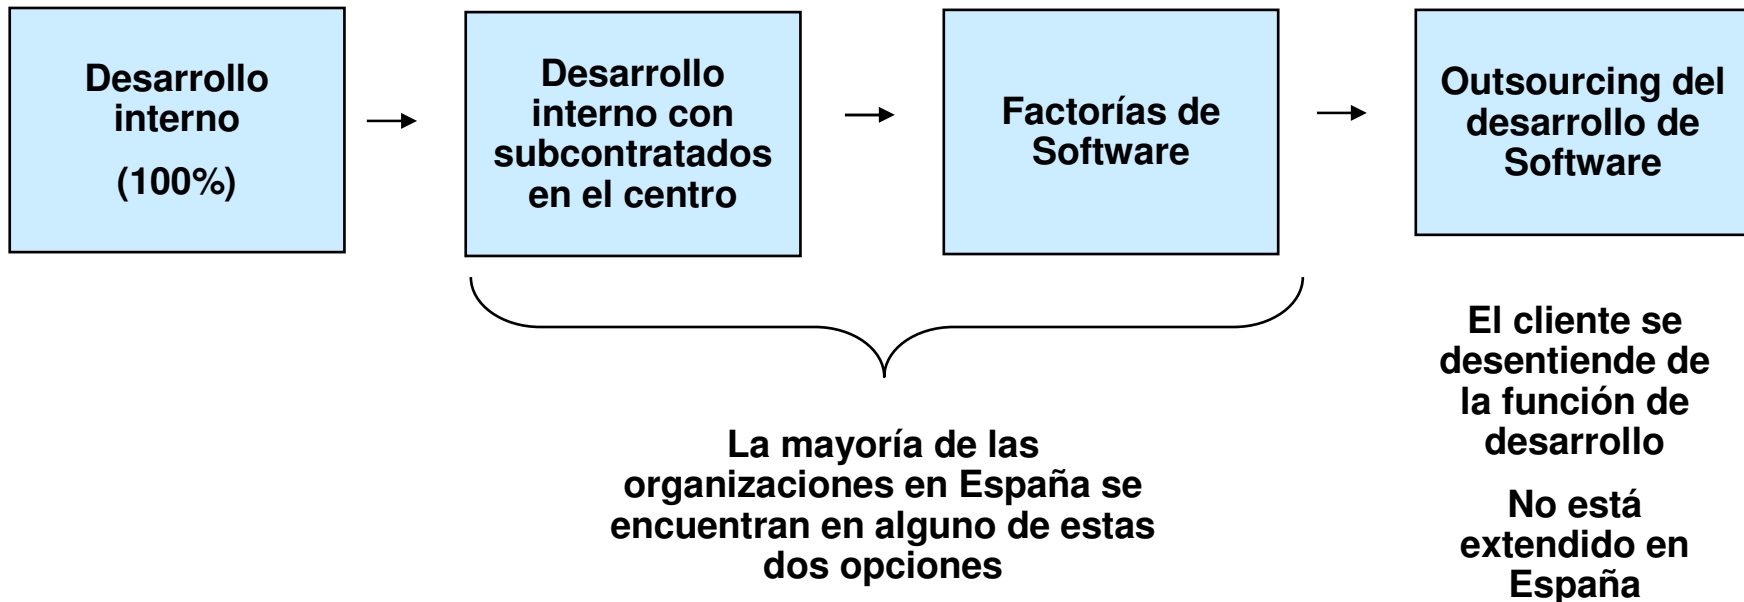 Desarrollo
interno
(100%)
Desarrollo
interno con
subcontratados
en el centro
Factorías de
Software
Outsourcing del
desarrollo de
Software
La mayoría de las
organizaciones en España se
encuentran en alguno de estas
dos opciones
El cliente se
desentiende de
la función de
desarrollo
No está
extendido en
España